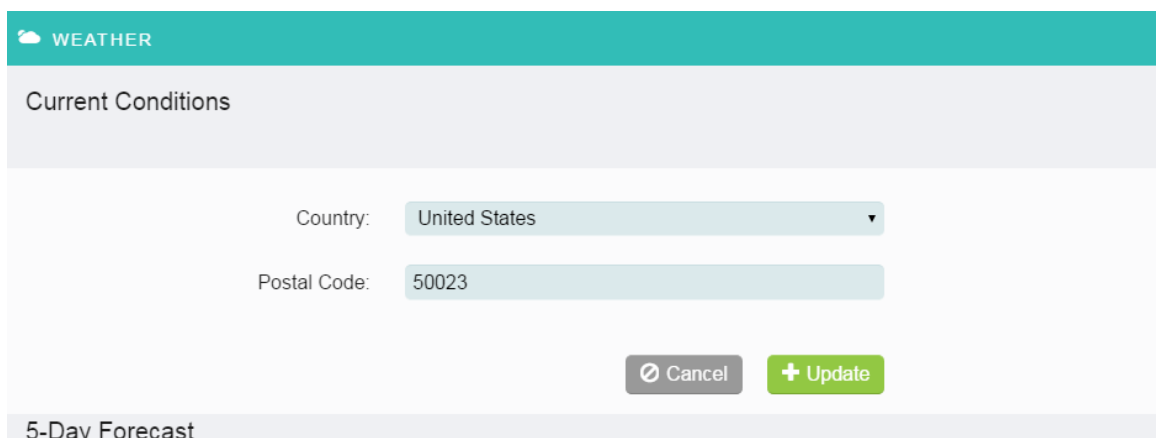 WEATHER
Current Conditions
Country: United States
Postal Code: 50023
Cancel Update
5-Day Forecast